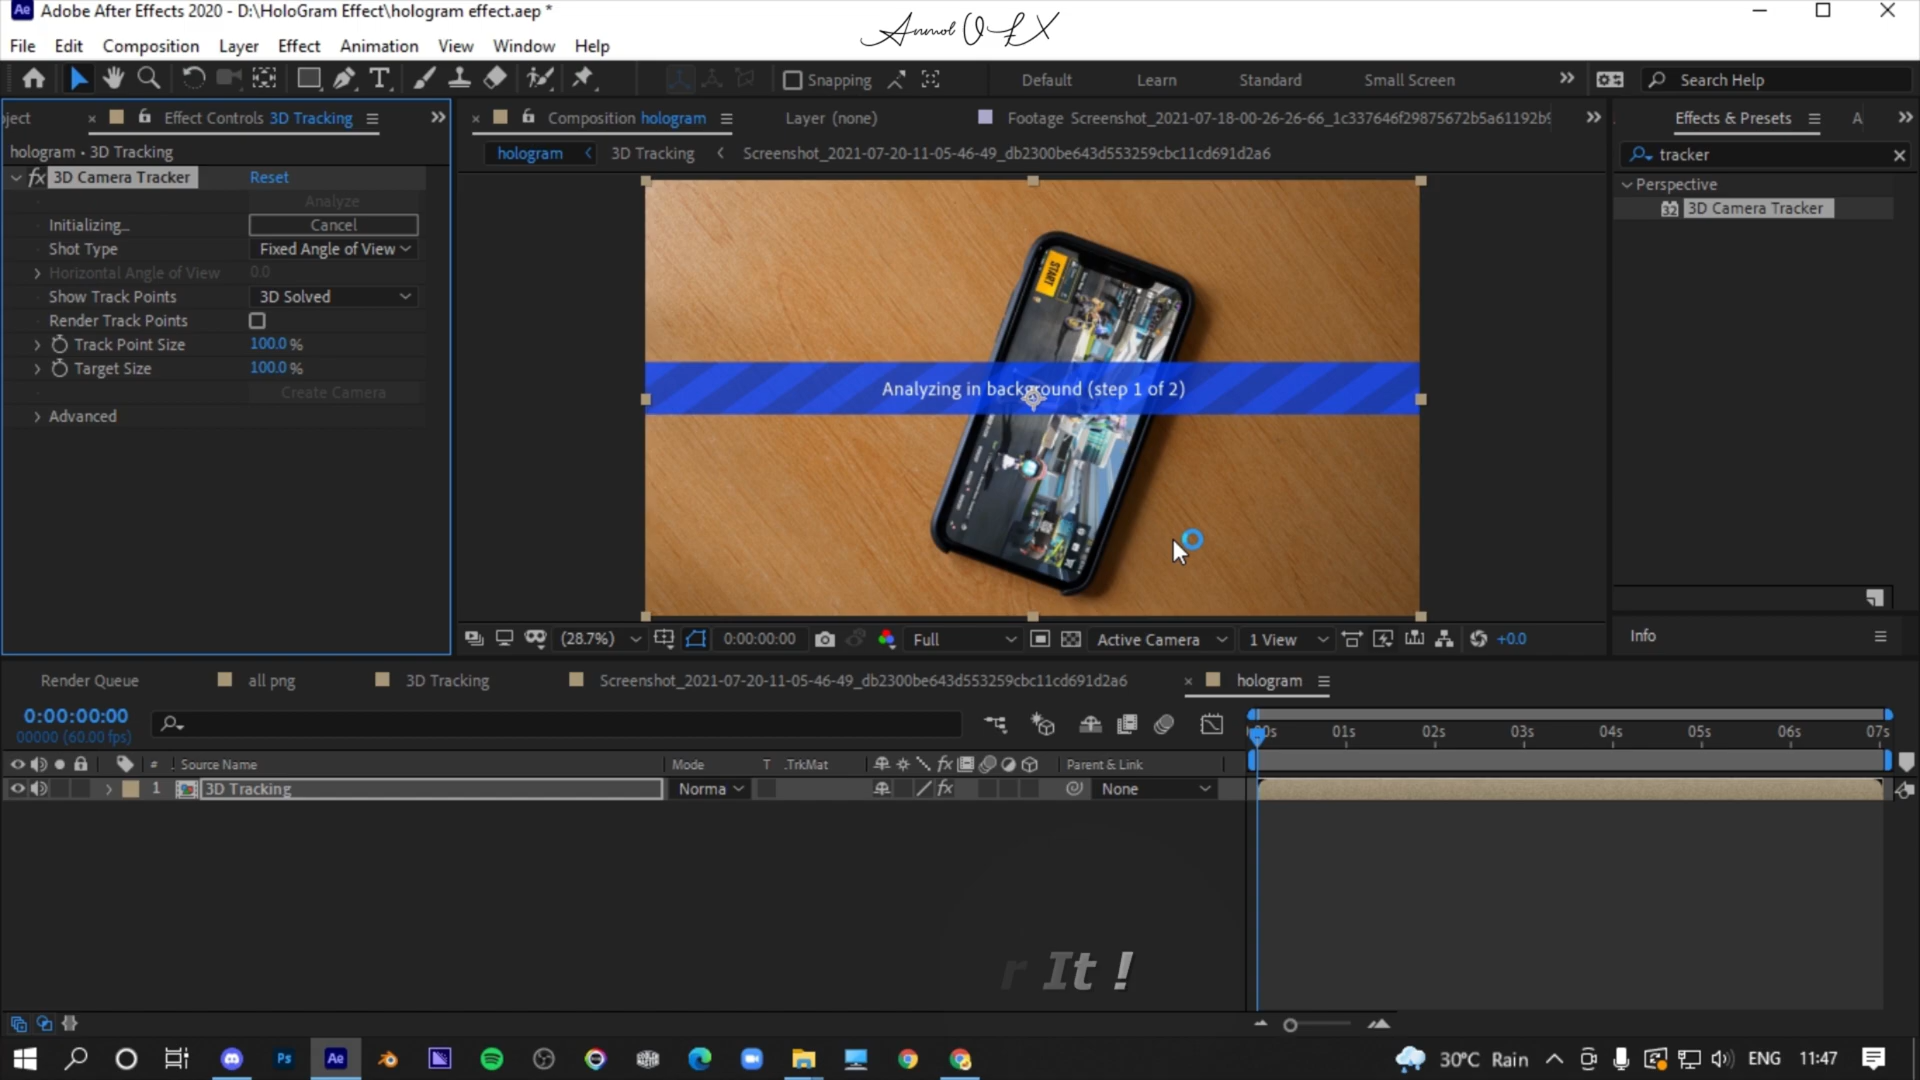 Adobe After Effects 2020 - D:\HoloGram Effect\hologram effect.aep *
Anmol OLX
File Edit Composition Layer Effect Animation View Window Help
Snapping
Default Learn Standard Small Screen
Search Help
ject
Effect Controls 3D Tracking
Composition hologram
Layer (none)
Footage Screenshot_2021-07-18-00-26-26-66_1c337646f29875672b5a61192b9
Effects & Presets
A
hologram • 3D Tracking
hologram
3D Tracking
Screenshot_2021-07-20-11-05-46-49_db2300be643d553259cbc11cd691d2a6
tracker
3D Camera Tracker Reset
Perspective
3D Camera Tracker
Analyze
Initializing... Cancel
Shot Type Fixed Angle of View
Horizontal Angle of View 0.0
Show Track Points 3D Solved
Render Track Points
Track Point Size 100.0 %
Target Size 100.0 %
Create Camera
Advanced
START
Analyzing in background (step 1 of 2)
(28.7%) 0:00:00:00 Full Active Camera 1 View +0.0
Info
Render Queue all png 3D Tracking Screenshot_2021-07-20-11-05-46-49_db2300be643d553259cbc11cd691d2a6 hologram
0:00:00:00
00000 (60.00 fps)
00s 01s 02s 03s 04s 05s 06s 07s
# Source Name Mode T .TrkMat Parent & Link
1 3D Tracking Norma None
r It !
30°C Rain ENG 11:47